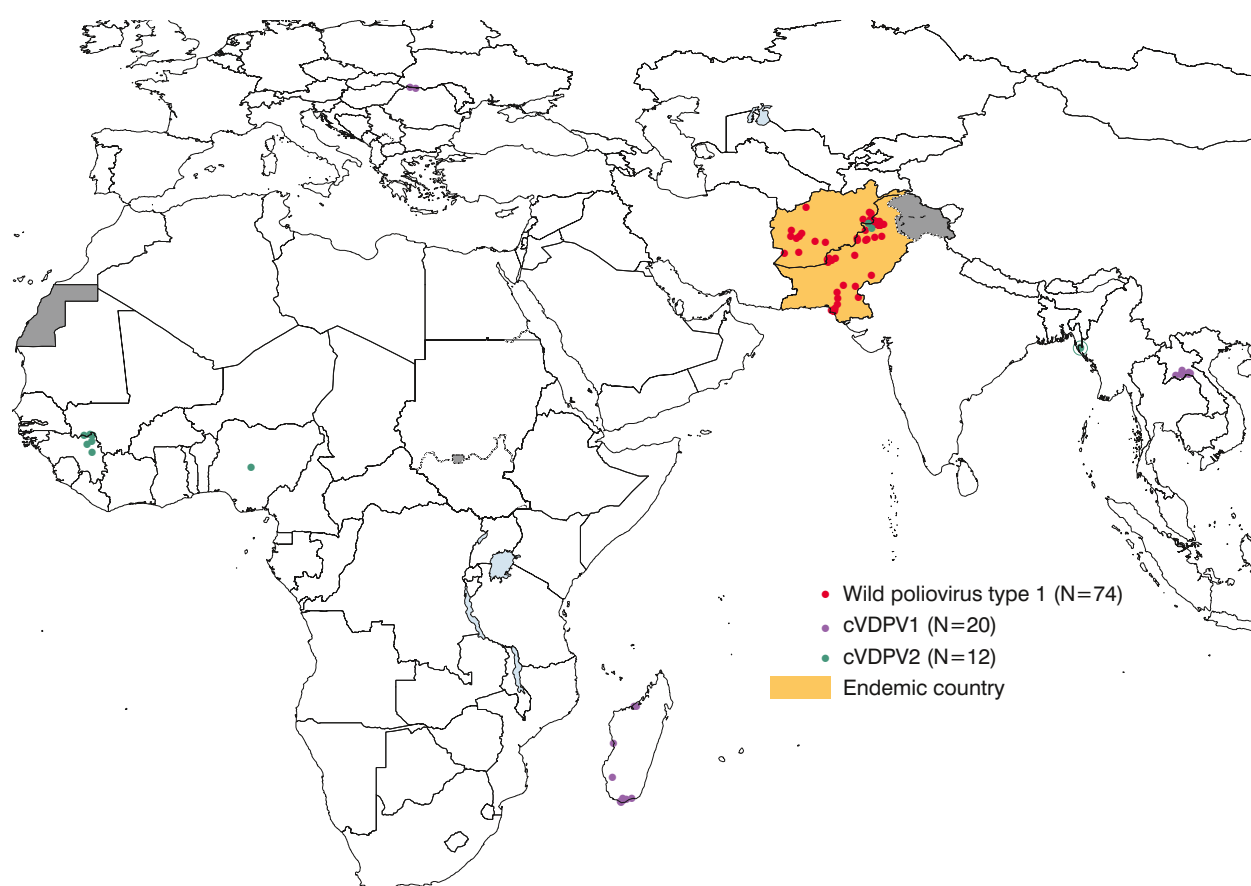 Wild poliovirus type 1 (N=74)
cVDPV1 (N=20)
cVDPV2 (N=12)
Endemic country